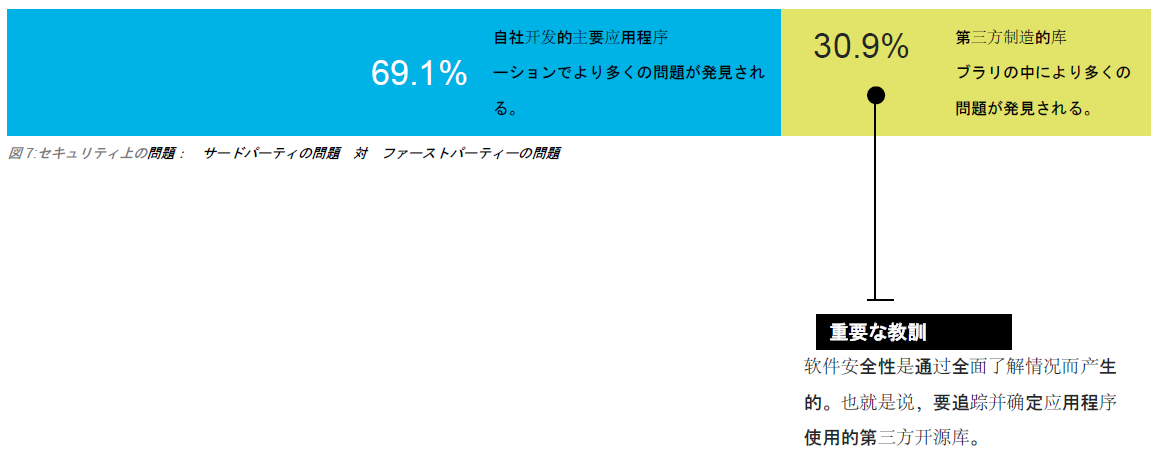 69.1%
自社开发的主要应用程序
ーションでより多くの問題が発見され
る。
30.9%
第三方制造的库
ブラリの中により多くの
問題が発見される。
図 7:セキュリティ上の問題： サードパーティの問題 対 ファーストパーティーの問題
重要な教訓
软件安全性是通过全面了解情况而产生
的。也就是说，要追踪并确定应用程序
使用的第三方开源库。